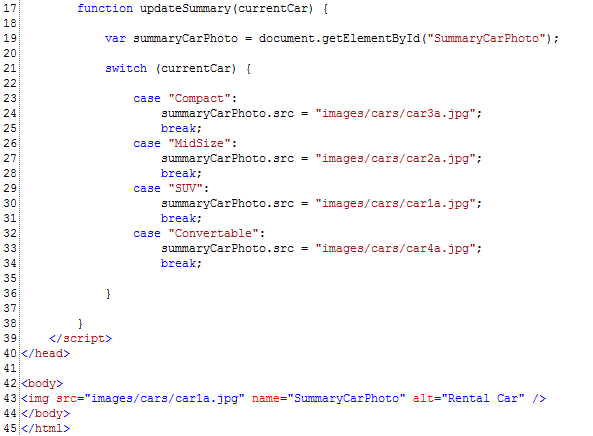 17 function updateSummary(currentCar) {
18
19 var summaryCarPhoto = document.getElementById("SummaryCarPhoto");
20
21 switch (currentCar) {
22
23 case "Compact":
24 summaryCarPhoto.src = "images/cars/car3a.jpg";
25 break;
26 case "MidSize":
27 summaryCarPhoto.src = "images/cars/car2a.jpg";
28 break;
29 case "SUV":
30 summaryCarPhoto.src = "images/cars/car1a.jpg";
31 break;
32 case "Convertable":
33 summaryCarPhoto.src = "images/cars/car4a.jpg";
34 break;
35
36 }
37
38 }
39 </script>
40 </head>
41
42 <body>
43 <img src="images/cars/car1a.jpg" name="SummaryCarPhoto" alt="Rental Car" />
44 </body>
45 </html>